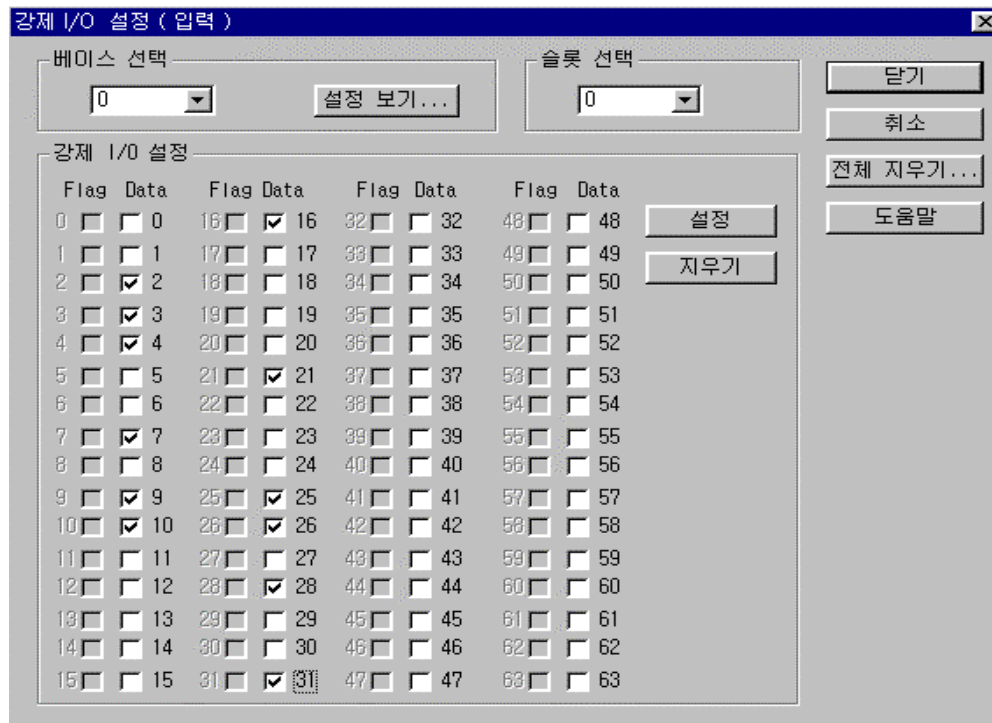 강제 I/O 설정 ( 입력 )
베이스 선택
0
설정 보기...
슬롯 선택
0
닫기
취소
전체 지우기...
도움말
강제 I/O 설정
Flag Data Flag Data Flag Data Flag Data
0 0 16 16 32 32 48 48
1 1 17 17 33 33 49 49
2 2 18 18 34 34 50 50
3 3 19 19 35 35 51 51
4 4 20 20 36 36 52 52
5 5 21 21 37 37 53 53
6 6 22 22 38 38 54 54
7 7 23 23 39 39 55 55
8 8 24 24 40 40 56 56
9 9 25 25 41 41 57 57
10 10 26 26 42 42 58 58
11 11 27 27 43 43 59 59
12 12 28 28 44 44 60 60
13 13 29 29 45 45 61 61
14 14 30 30 46 46 62 62
15 15 31 31 47 47 63 63
설정
지우기